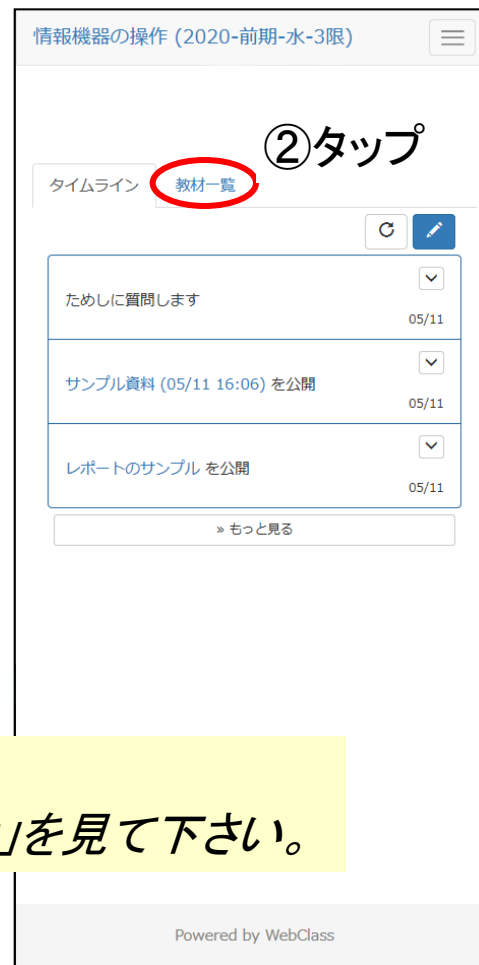 情報機器の操作 (2020-前期-水-3限)
②タップ
タイムライン 教材一覧
ためしに質問します
05/11
サンプル資料 (05/11 16:06) を公開
05/11
レポートのサンプル を公開
05/11
» もっと見る
」を見て下さい。
Powered by WebClass